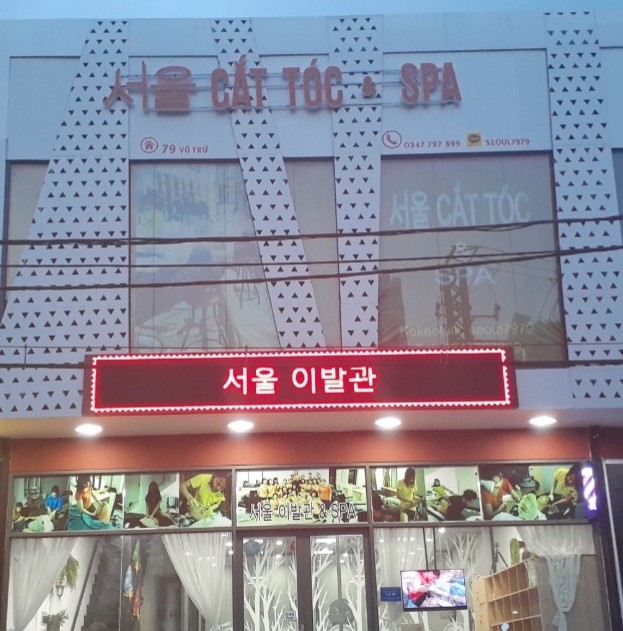 서울 CẮT TÓC & SPA
79 VÕ TRỨ
0347 797 899 SEOUL7979
서울 CẮT TÓC
&
SPA
서울 이발관
서울 이발관 & SPA